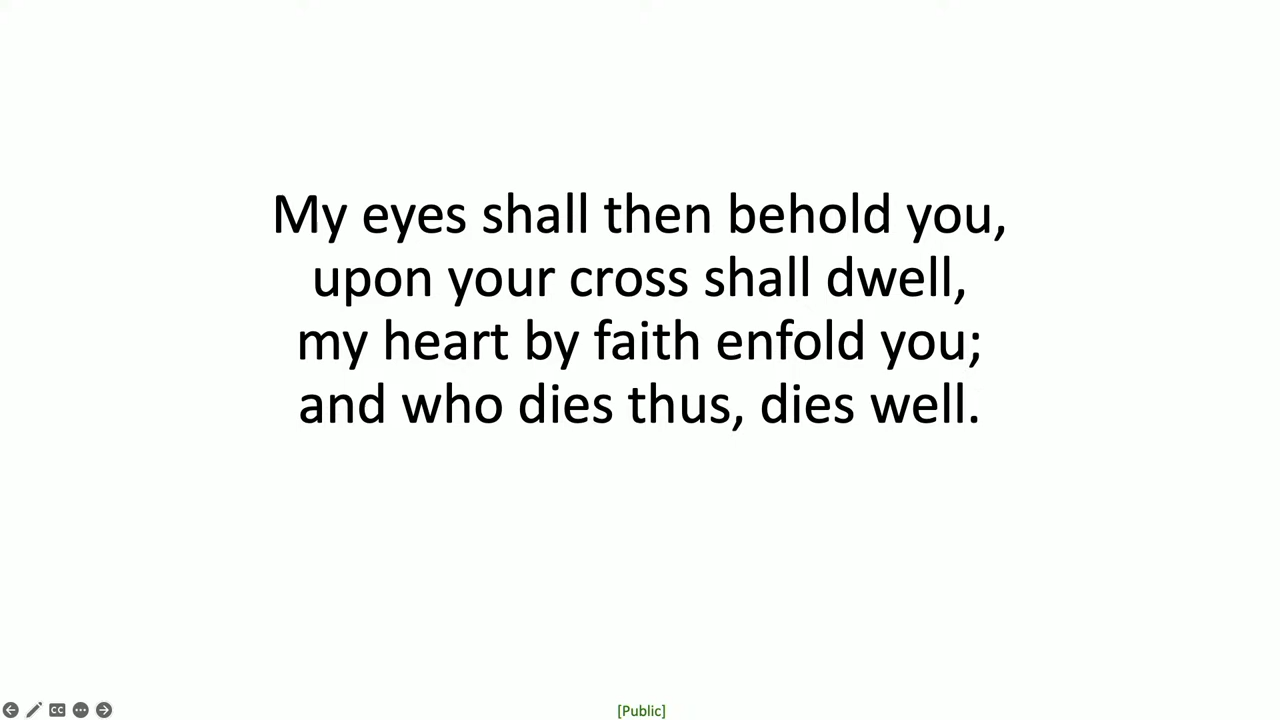 My eyes shall then behold you,
upon your cross shall dwell,
my heart by faith enfold you;
and who dies thus, dies well.
CC
[Public]